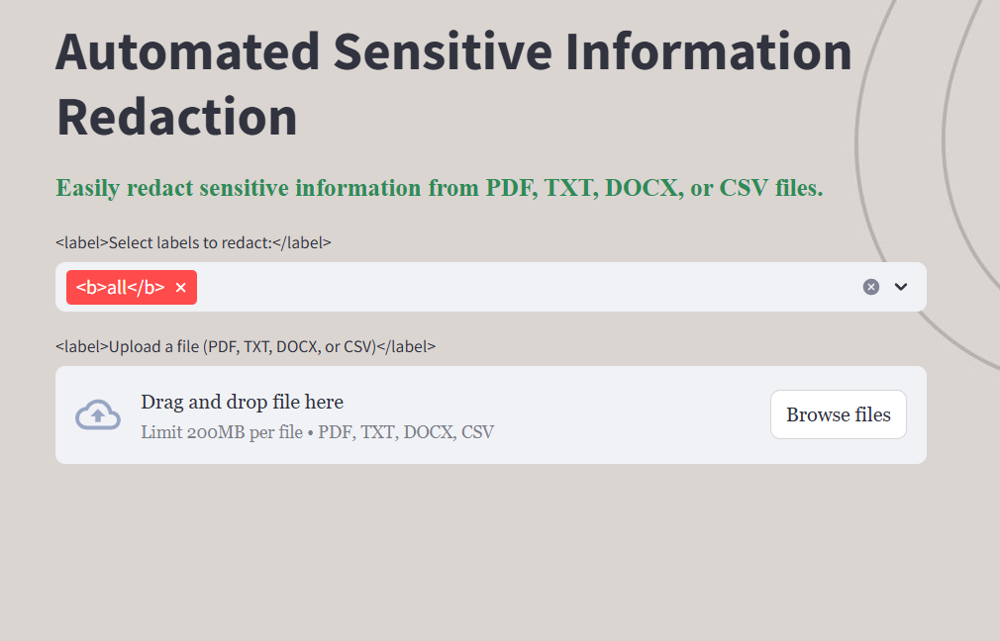 Automated Sensitive Information
Redaction
Easily redact sensitive information from PDF, TXT, DOCX, or CSV files.
<label>Select labels to redact:</label>
<b>all</b> ×
<label>Upload a file (PDF, TXT, DOCX, or CSV)</label>
Drag and drop file here
Limit 200MB per file • PDF, TXT, DOCX, CSV
Browse files